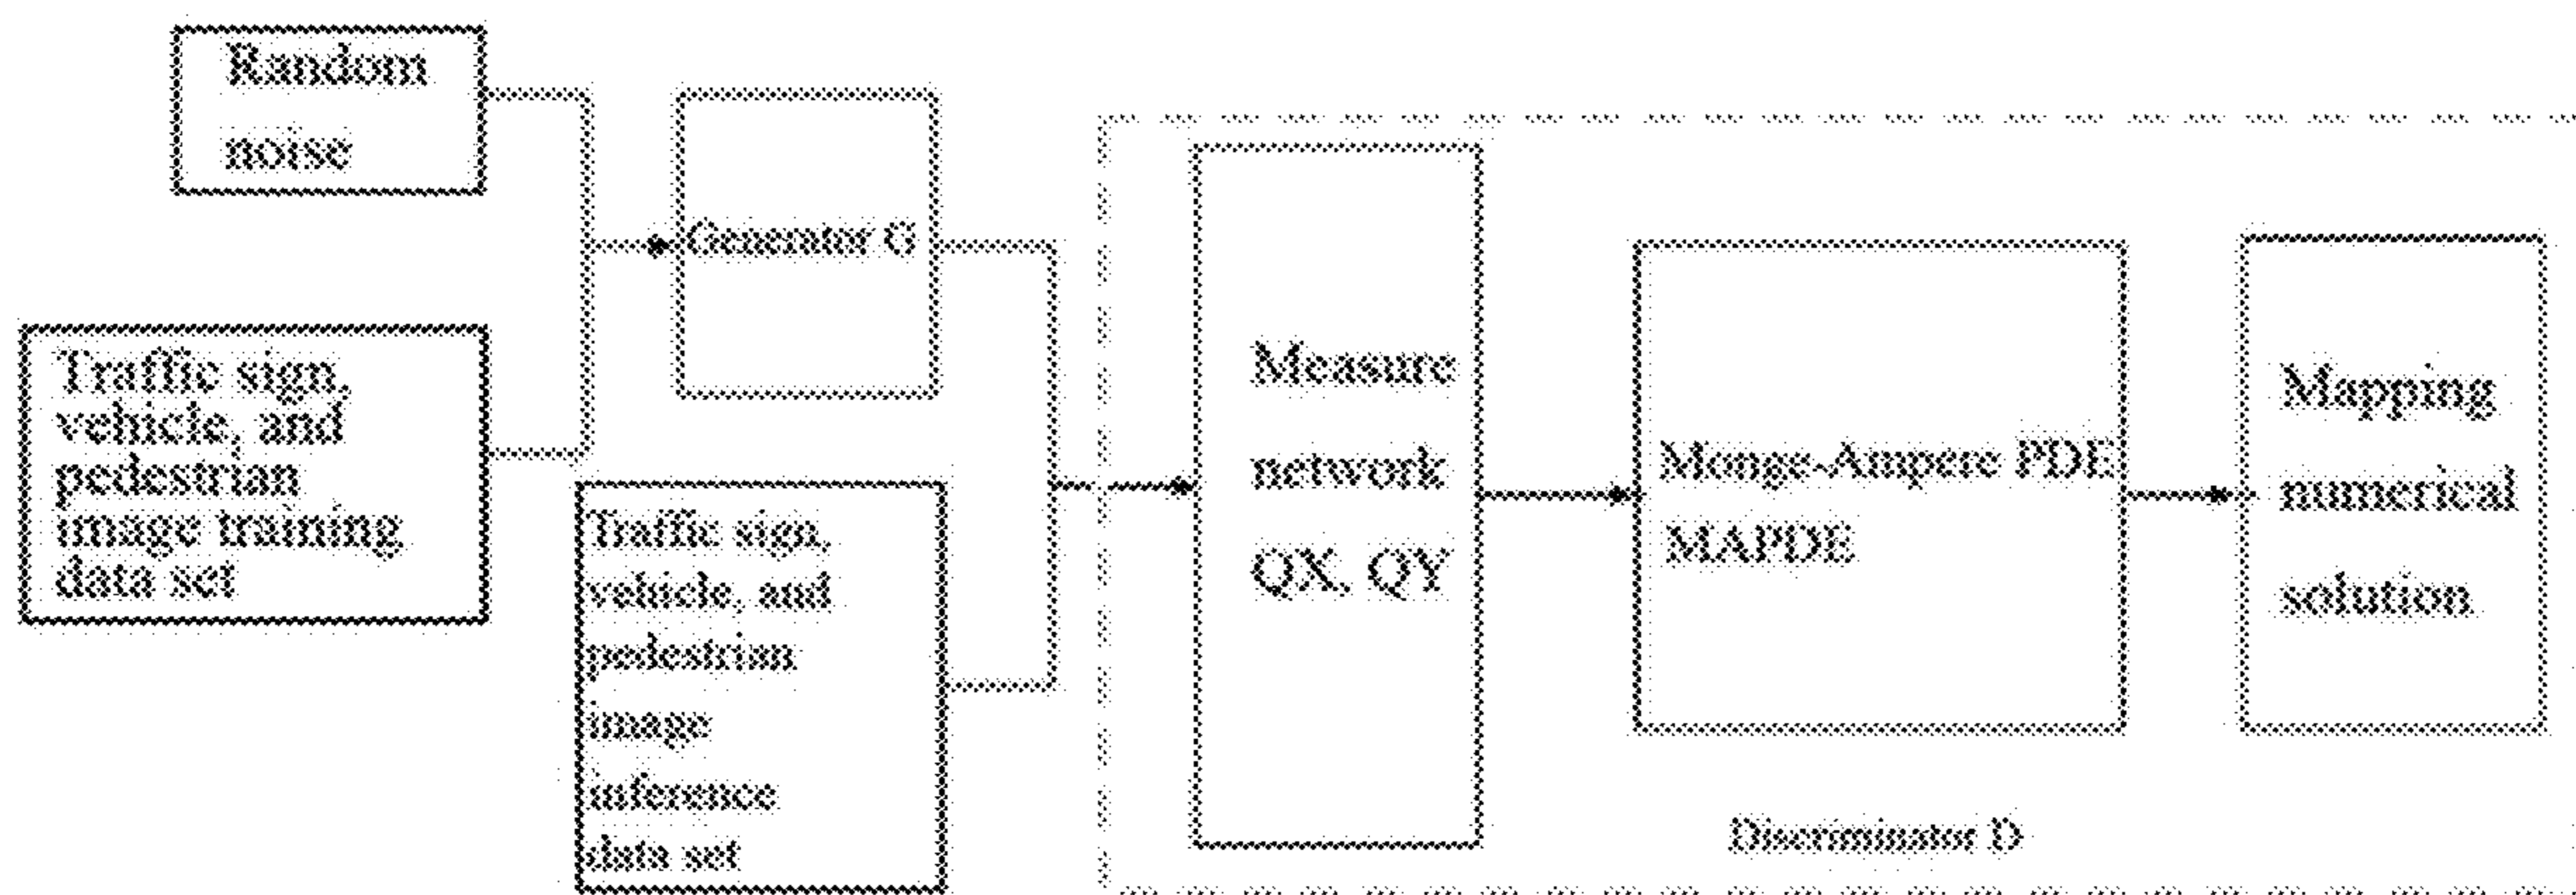 Random
noise
Generator G
Traffic sign,
vehicle, and
pedestrian
image training
data set
Traffic sign,
vehicle, and
pedestrian
image
inference
data set
Measure
network
QX, QY
Monge-Ampere PDE
MAPDE
Mapping
numerical
solution
Discriminator D